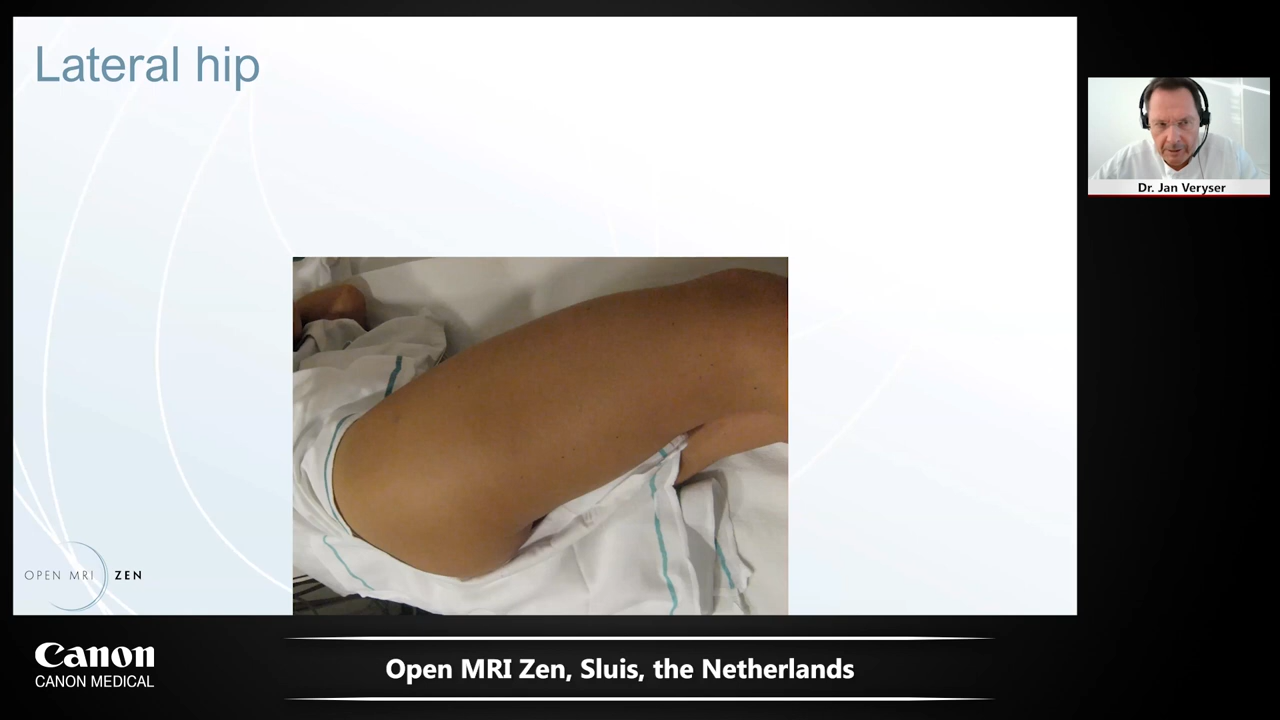 Lateral hip
Dr. Jan Veryser
OPEN MRI ZEN
Canon
CANON MEDICAL
Open MRI Zen, Sluis, the Netherlands